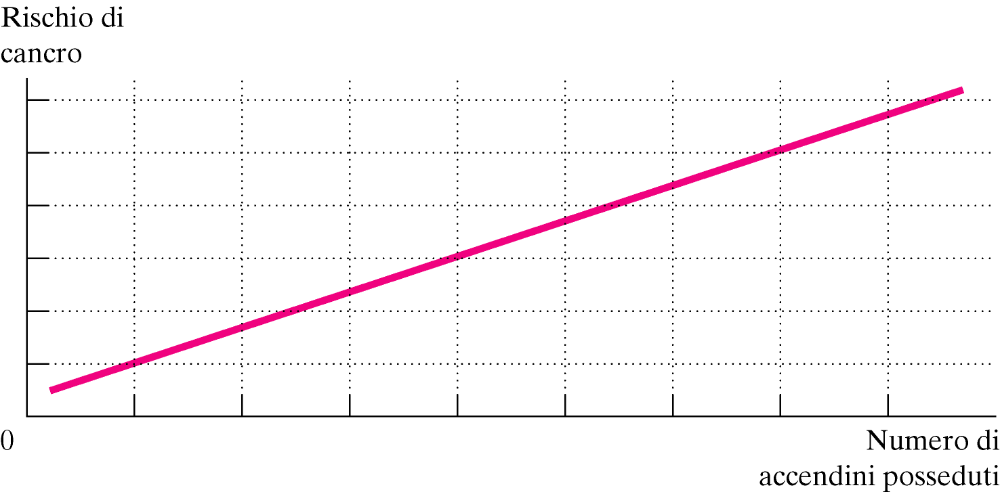 Rischio di
cancro
0
Numero di
accendini posseduti